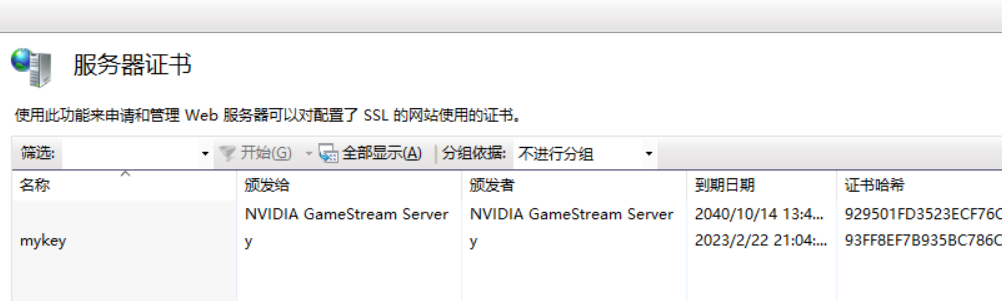 服务器证书
使用此功能来申请和管理 Web 服务器可以对配置了 SSL 的网站使用的证书。
筛选: 开始(G) 全部显示(A) 分组依据: 不进行分组
名称 颁发给 颁发者 到期日期 证书哈希
NVIDIA GameStream Server NVIDIA GameStream Server 2040/10/14 13:4... 929501FD3523ECF76C
mykey y y 2023/2/22 21:04:... 93FF8EF7B935BC786C